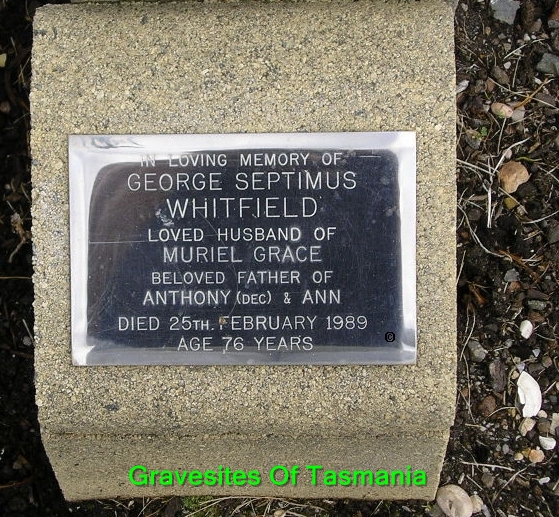 IN LOVING MEMORY OF
GEORGE SEPTIMUS
WHITFIELD
LOVED HUSBAND OF
MURIEL GRACE
BELOVED FATHER OF
ANTHONY (DEC) & ANN
DIED 25TH. FEBRUARY 1989
AGE 76 YEARS
©
Gravesites Of Tasmania